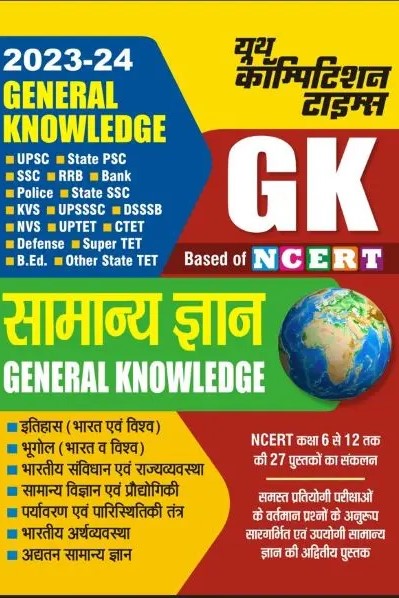 2023-24
GENERAL
KNOWLEDGE
■ UPSC ■ State PSC
■ SSC ■ RRB ■ Bank
■ Police ■ State SSC
■ KVS ■ UPSSSC ■ DSSSB
■ NVS ■ UPTET ■ CTET
■ Defense ■ Super TET
■ B.Ed. ■ Other State TET
यूथ
कॉम्पिटिशन
टाइम्स
GK
Based of NCERT
सामान्य ज्ञान
GENERAL KNOWLEDGE
■ इतिहास (भारत एवं विश्व)
■ भूगोल (भारत व विश्व)
■ भारतीय संविधान एवं राज्यव्यवस्था
■ सामान्य विज्ञान एवं प्रौद्योगिकी
■ पर्यावरण एवं पारिस्थितिकी तंत्र
■ भारतीय अर्थव्यवस्था
■ अद्यतन सामान्य ज्ञान
NCERT कक्षा 6 से 12 तक
की 27 पुस्तकों का संकलन
समस्त प्रतियोगी परीक्षाओं
के वर्तमान प्रश्नों के अनुरूप
सारगर्भित एवं उपयोगी सामान्य
ज्ञान की अद्वितीय पुस्तक